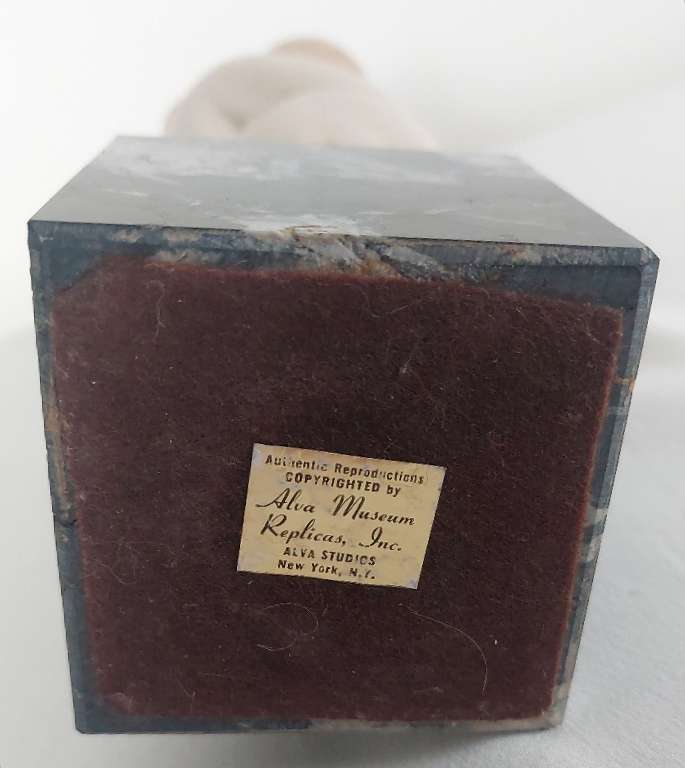 Authentic Reproductions
COPYRIGHTED by
Alva Museum
Replicas, Inc.
ALVA STUDIOS
New York, N.Y.